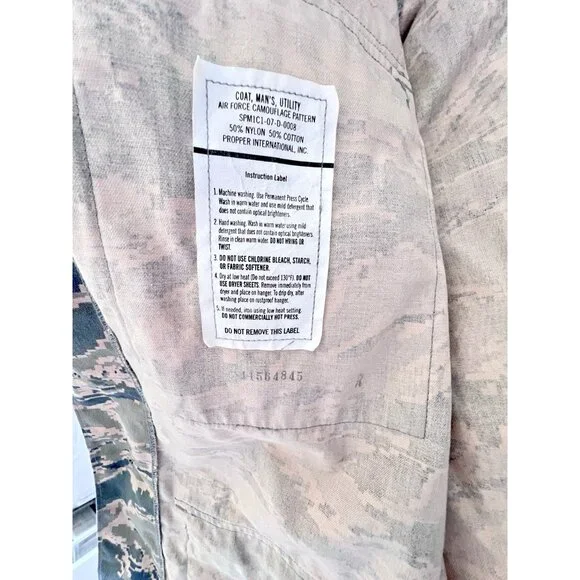 COAT, MAN'S, UTILITY
AIR FORCE CAMOUFLAGE PATTERN
SPM1C1-07-D-0008
50% NYLON 50% COTTON
PROPPER INTERNATIONAL, INC.
Instruction Label
1. Machine washing. Use Permanent Press Cycle
Wash in warm water and use mild detergent that
does not contain optical brighteners.
2. Hand washing. Wash in warm water using mild
detergent that does not contain optical brighteners.
Rinse in clean warm water. DO NOT WRING OR
TWIST.
3. DO NOT USE CHLORINE BLEACH, STARCH,
OR FABRIC SOFTENER.
4. Dry at low heat (Do not exceed 130°F). DO NOT
USE DRYER SHEETS. Remove immediately from
dryer and place on hanger. To drip dry, after
washing place on rustproof hanger.
5. If needed, iron using low heat setting.
DO NOT COMMERCIALLY HOT PRESS.
DO NOT REMOVE THIS LABEL